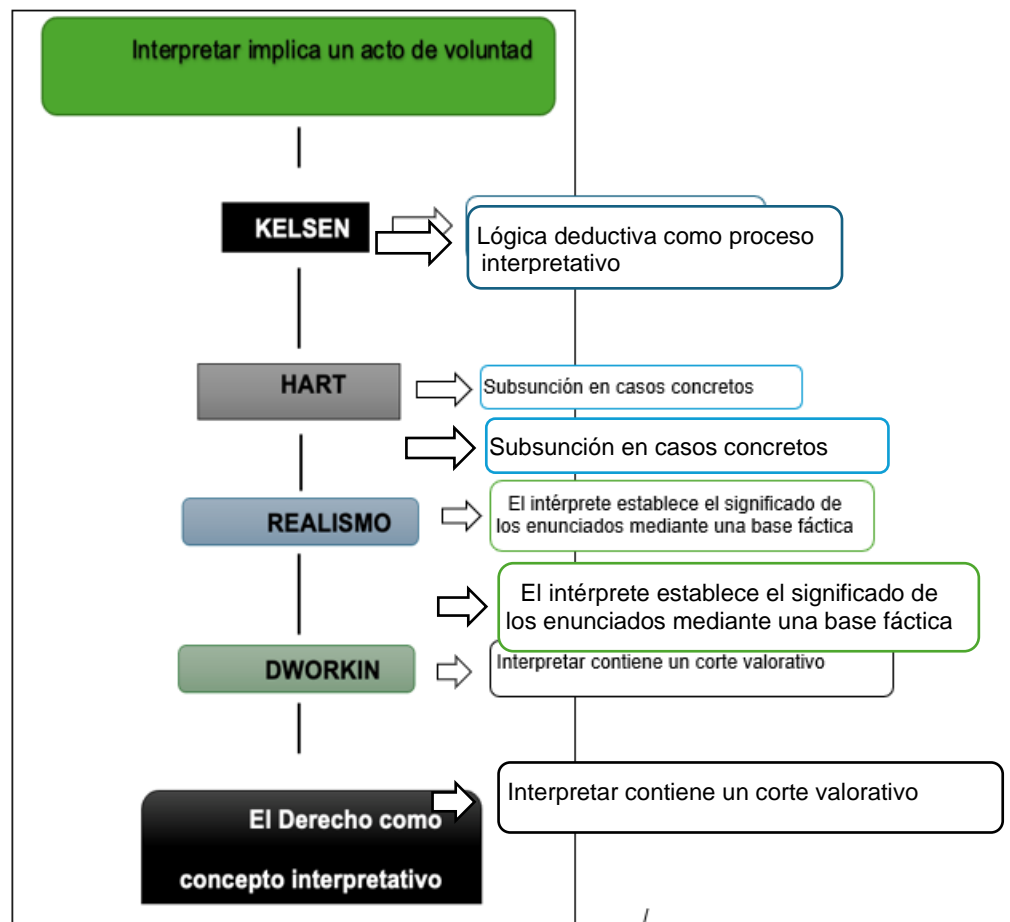 Interpretar implica un acto de voluntad
KELSEN
Lógica deductiva como proceso
interpretativo
HART
Subsunción en casos concretos
Subsunción en casos concretos
REALISMO
El intérprete establece el significado de
los enunciados mediante una base fáctica
El intérprete establece el significado de
los enunciados mediante una base fáctica
DWORKIN
Interpretar contiene un corte valorativo
Interpretar contiene un corte valorativo
El Derecho como
concepto interpretativo
/